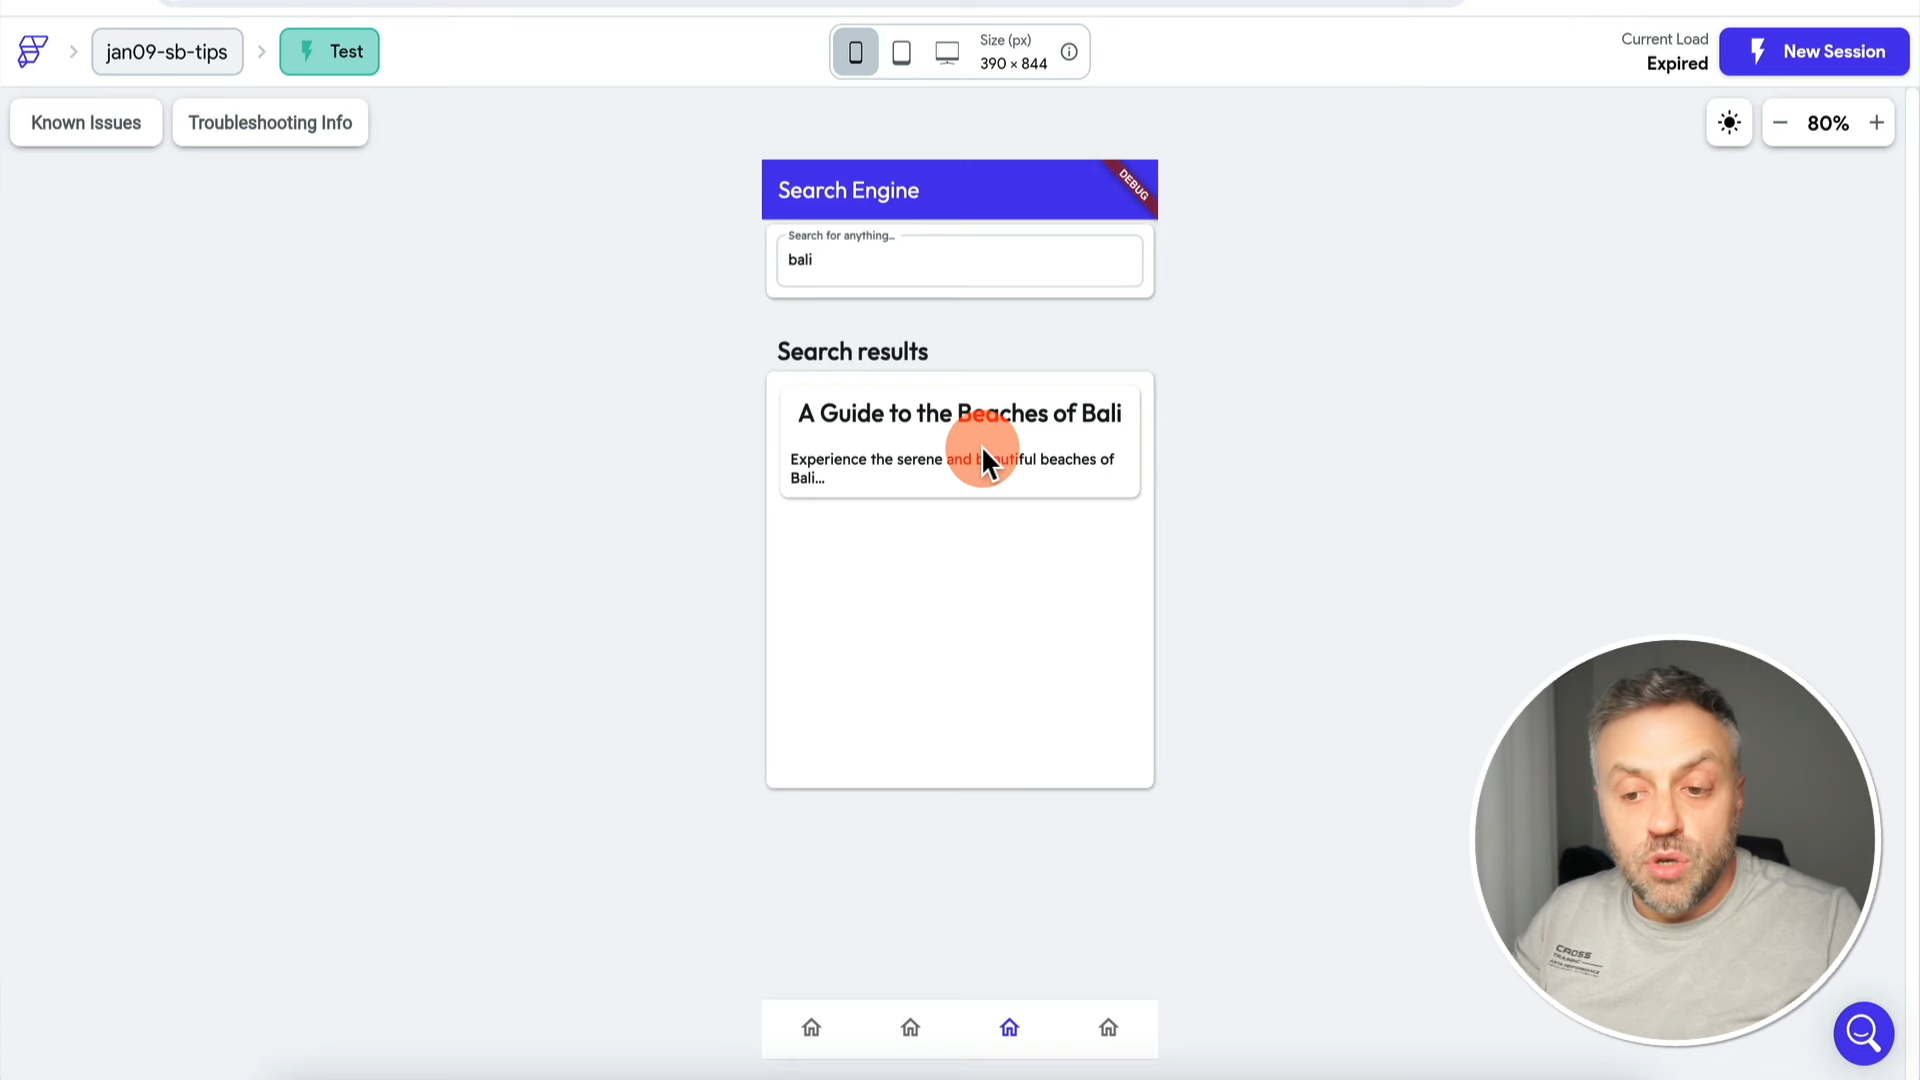 jan09-sb-tips
Test
Size (px)
390 × 844
Current Load
Expired
New Session
Known Issues
Troubleshooting Info
80%
Search Engine
DEBUG
Search for anything...
bali
Search results
A Guide to the Beaches of Bali
Experience the serene and beautiful beaches of
Bali...
CROSS
TRAINING